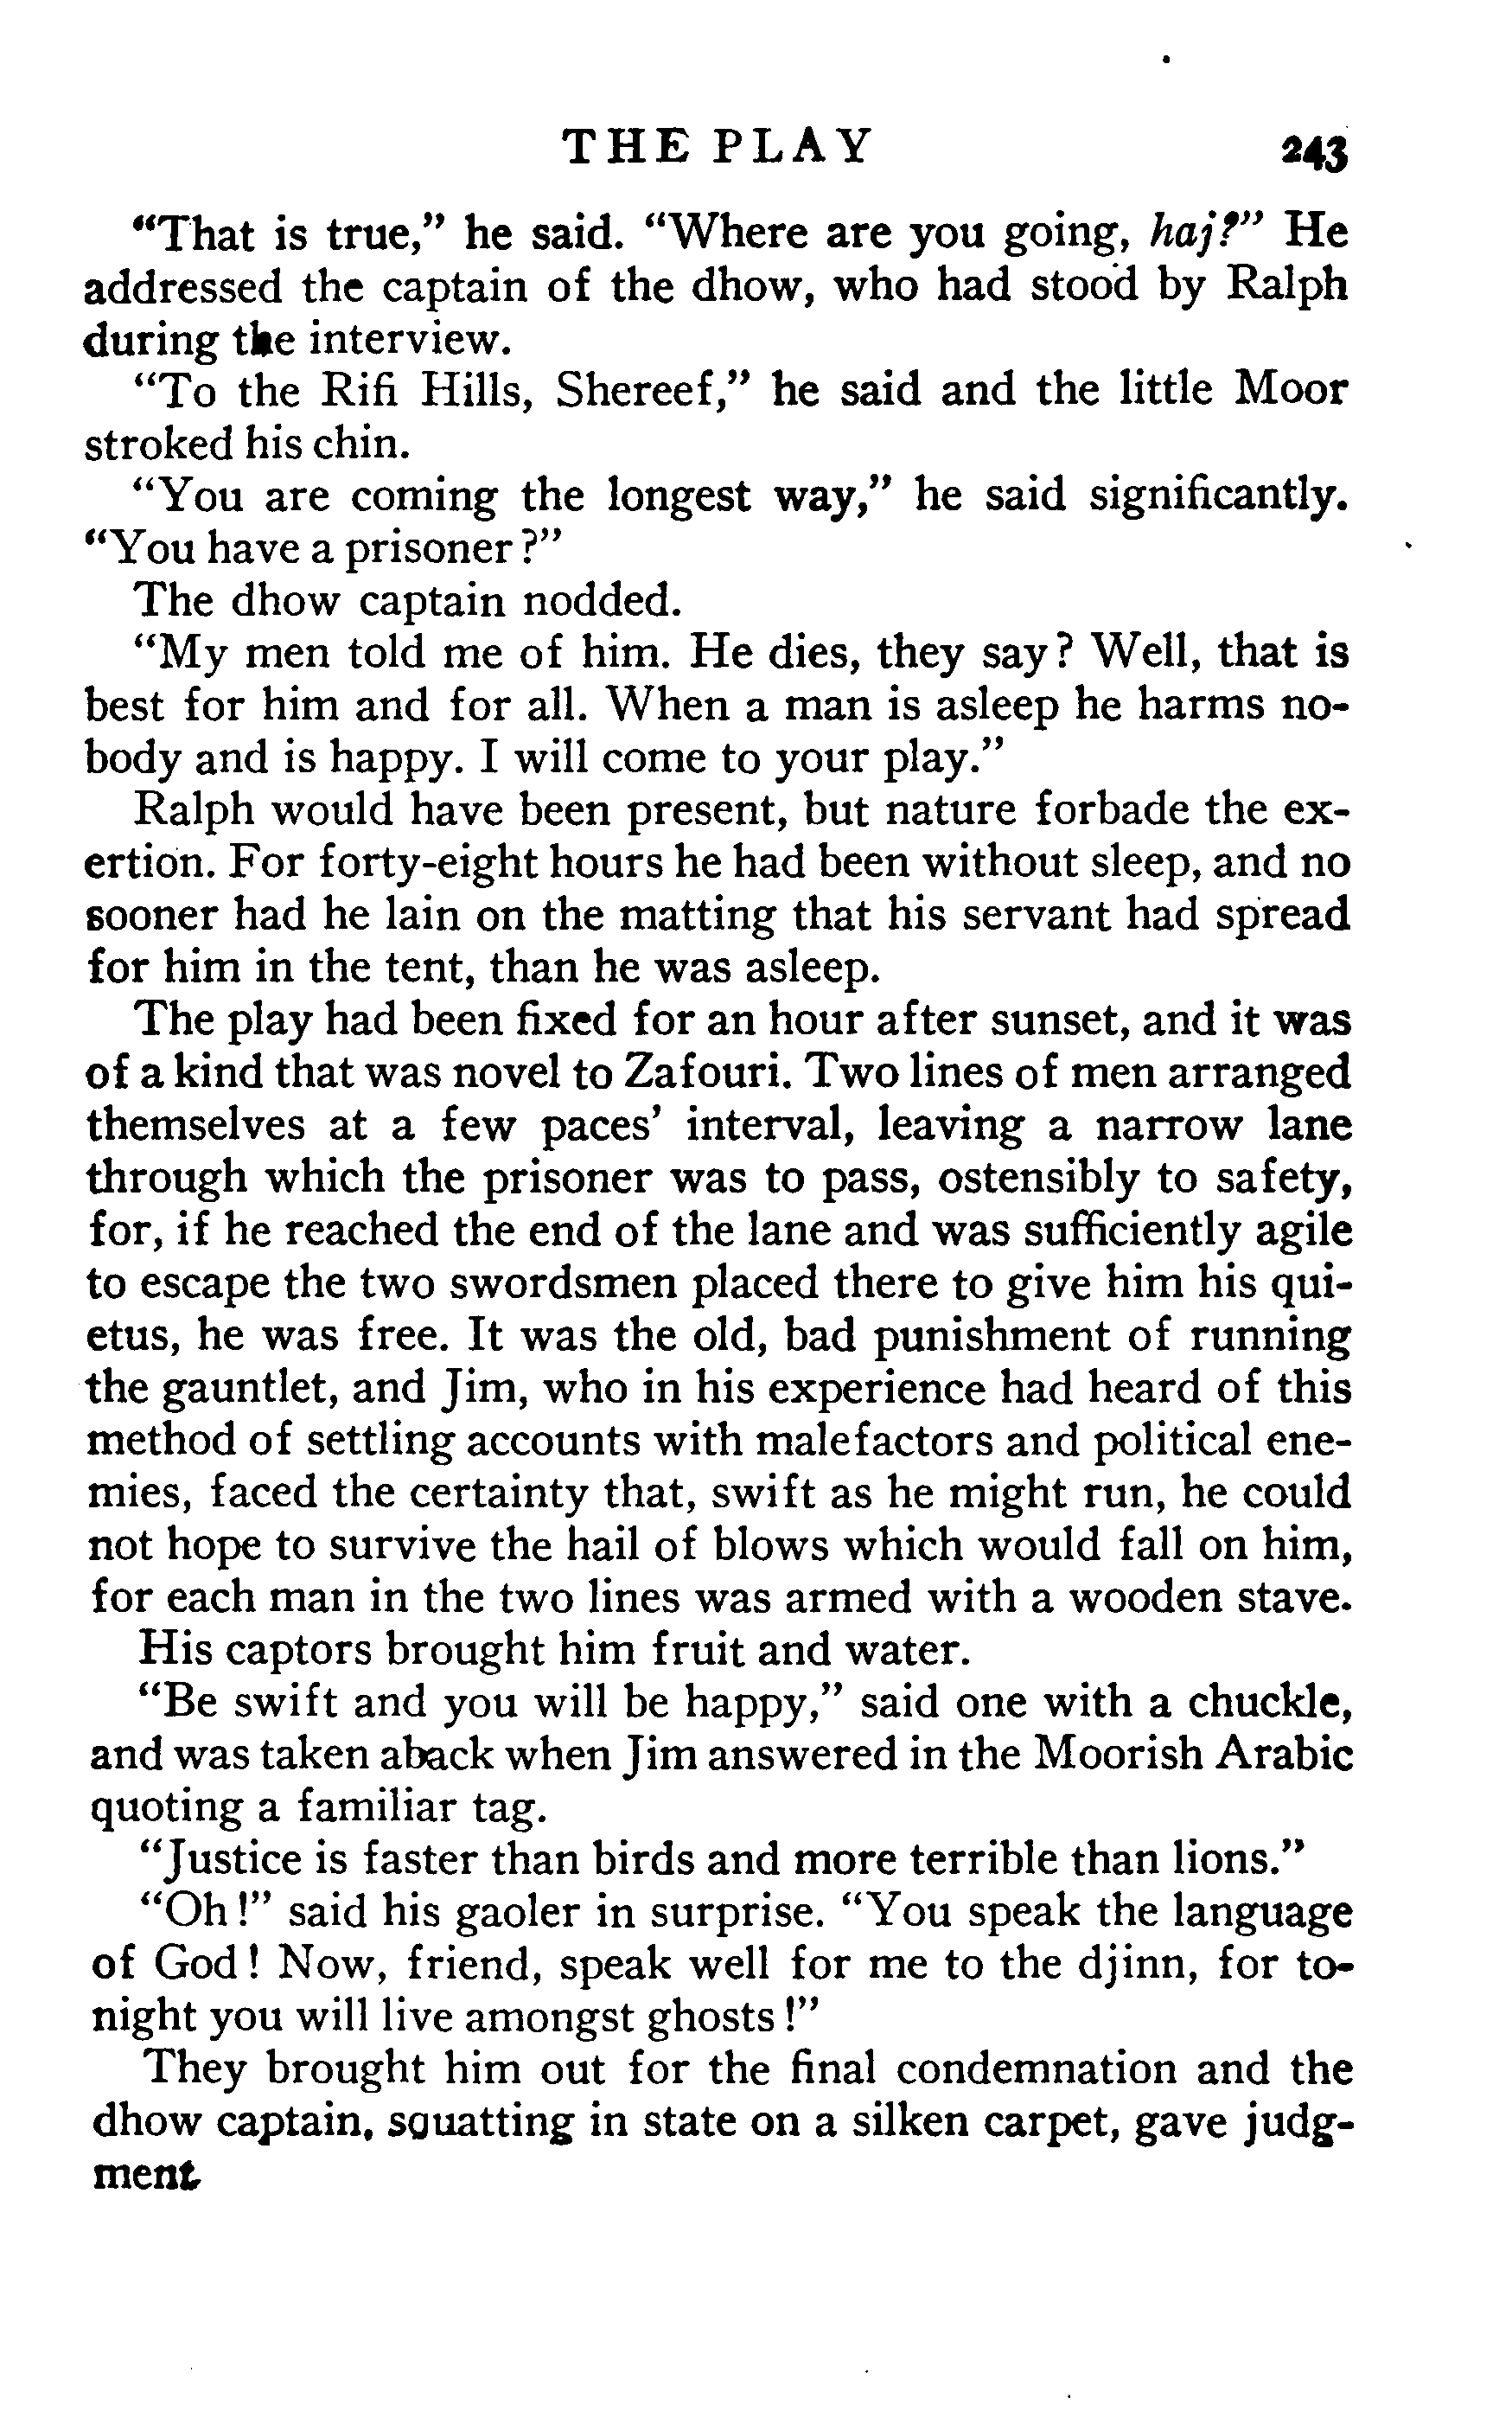 THE PLAY 243
"That is true," he said. "Where are you going, haj?" He
addressed the captain of the dhow, who had stood by Ralph
during the interview.
"To the Rifi Hills, Shereef," he said and the little Moor
stroked his chin.
"You are coming the longest way," he said significantly.
"You have a prisoner?"
The dhow captain nodded.
"My men told me of him. He dies, they say? Well, that is
best for him and for all. When a man is asleep he harms no-
body and is happy. I will come to your play."
Ralph would have been present, but nature forbade the ex-
ertion. For forty-eight hours he had been without sleep, and no
sooner had he lain on the matting that his servant had spread
for him in the tent, than he was asleep.
The play had been fixed for an hour after sunset, and it was
of a kind that was novel to Zafouri. Two lines of men arranged
themselves at a few paces' interval, leaving a narrow lane
through which the prisoner was to pass, ostensibly to safety,
for, if he reached the end of the lane and was sufficiently agile
to escape the two swordsmen placed there to give him his qui-
etus, he was free. It was the old, bad punishment of running
the gauntlet, and Jim, who in his experience had heard of this
method of settling accounts with malefactors and political ene-
mies, faced the certainty that, swift as he might run, he could
not hope to survive the hail of blows which would fall on him,
for each man in the two lines was armed with a wooden stave.
His captors brought him fruit and water.
"Be swift and you will be happy," said one with a chuckle,
and was taken aback when Jim answered in the Moorish Arabic
quoting a familiar tag.
"Justice is faster than birds and more terrible than lions."
"Oh!" said his gaoler in surprise. "You speak the language
of God! Now, friend, speak well for me to the djinn, for to-
night you will live amongst ghosts!"
They brought him out for the final condemnation and the
dhow captain, squatting in state on a silken carpet, gave judg-
ment.